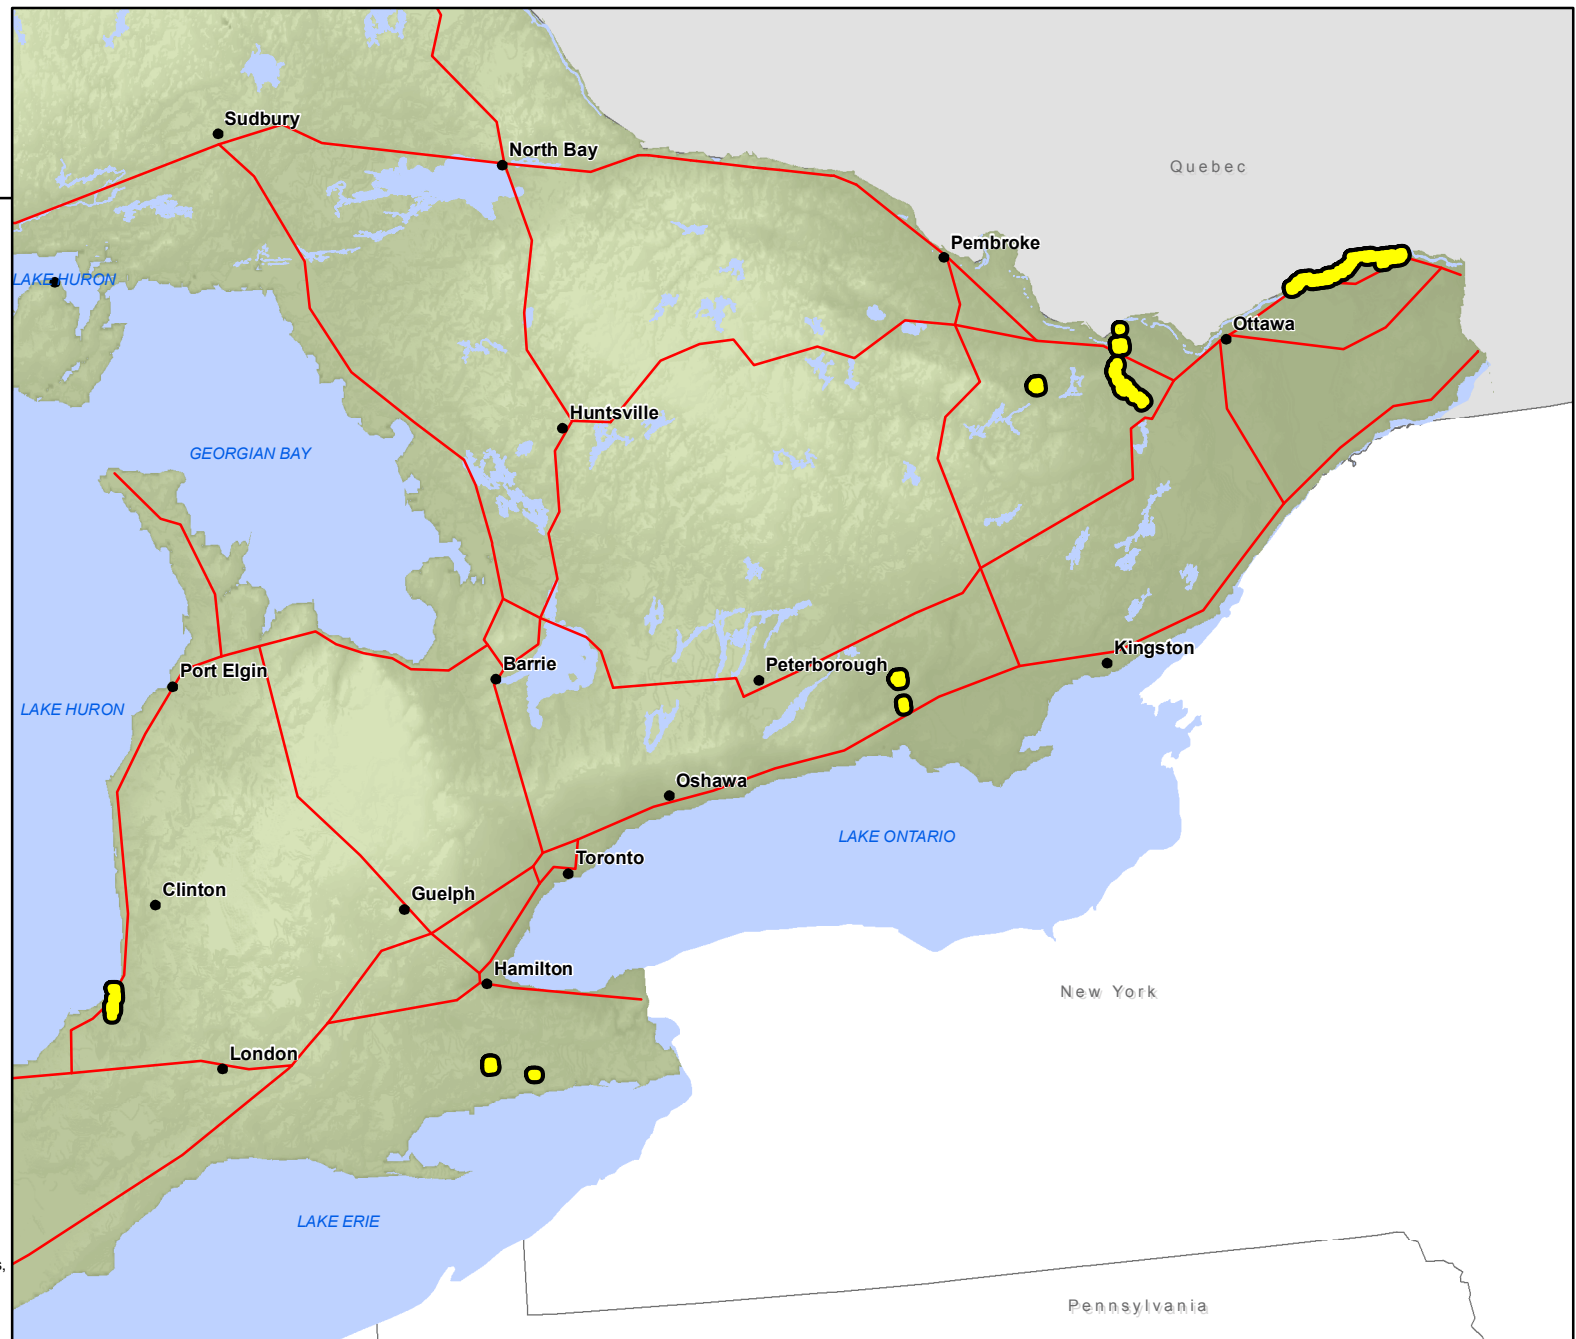 Sudbury
North Bay
Quebec
Pembroke
LAKE HURON
Ottawa
Huntsville
GEORGIAN BAY
Kingston
Barrie
Peterborough
Port Elgin
LAKE HURON
Oshawa
LAKE ONTARIO
Toronto
Clinton
Guelph
Hamilton
New York
London
LAKE ERIE
s,
Pennsylvania